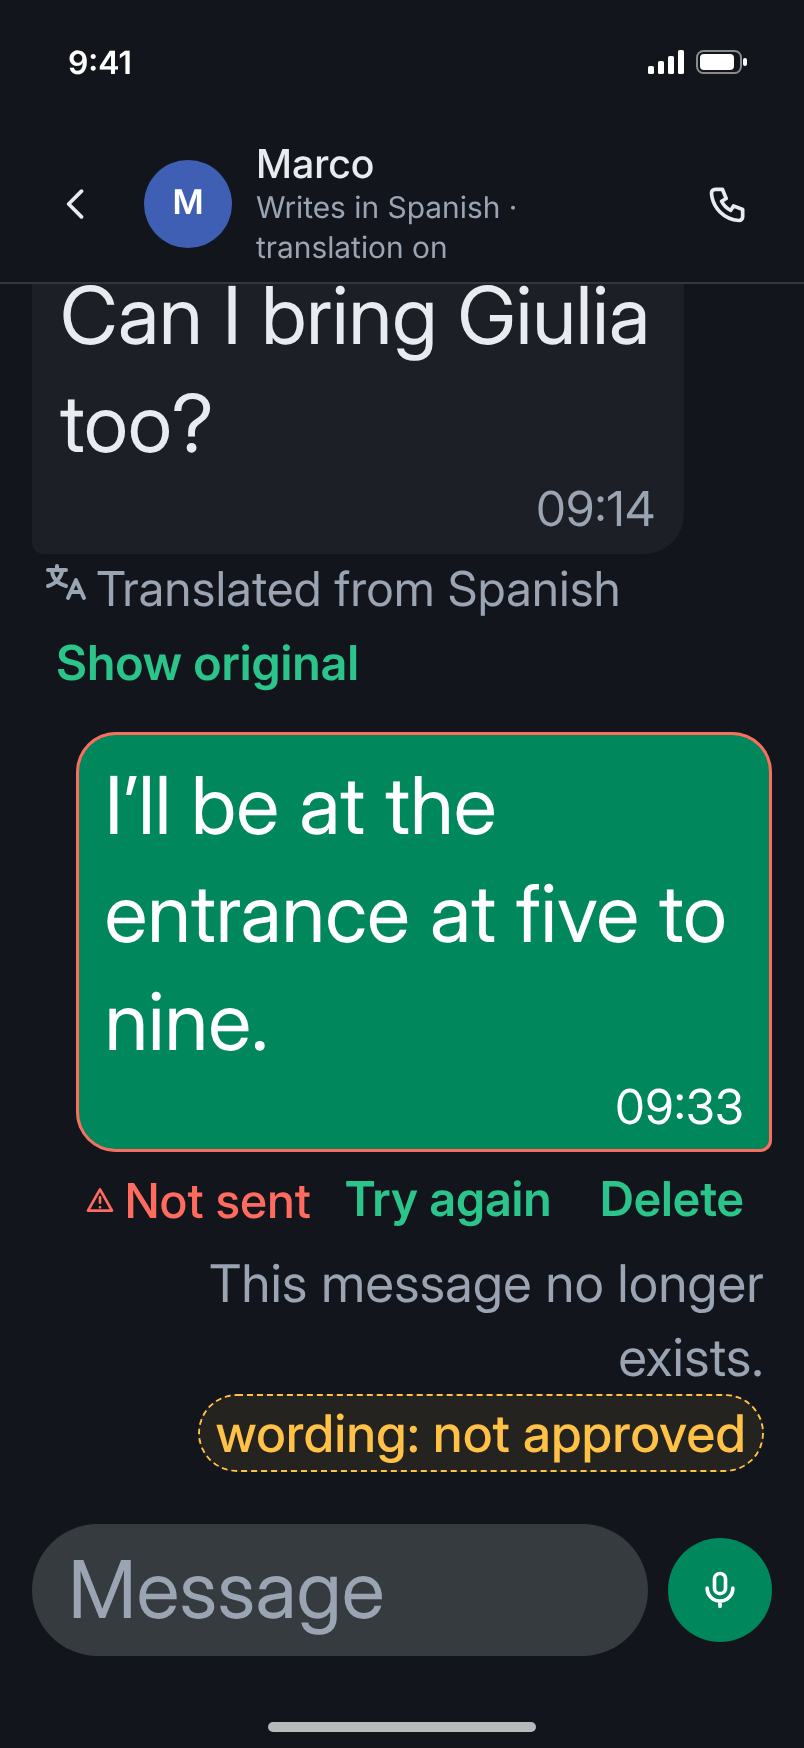 9:41
M
Marco
Writes in Spanish ·
translation on
Can I bring Giulia
too?
09:14
Translated from Spanish
Show original
I’ll be at the
entrance at five to
nine.
09:33
Not sent Try again Delete
This message no longer
exists.
wording: not approved
Message